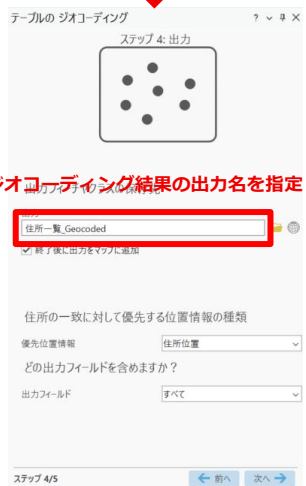 テーブルの ジオコーディング
ステップ 4: 出力
ジオコーディング結果の出力名を指定
住所一覧_Geocoded
終了後に出力をマップに追加
住所の一致に対して優先する位置情報の種類
優先位置情報 住所位置
どの出力フィールドを含めますか？
出力フィールド すべて
ステップ 4/5 前へ 次へ